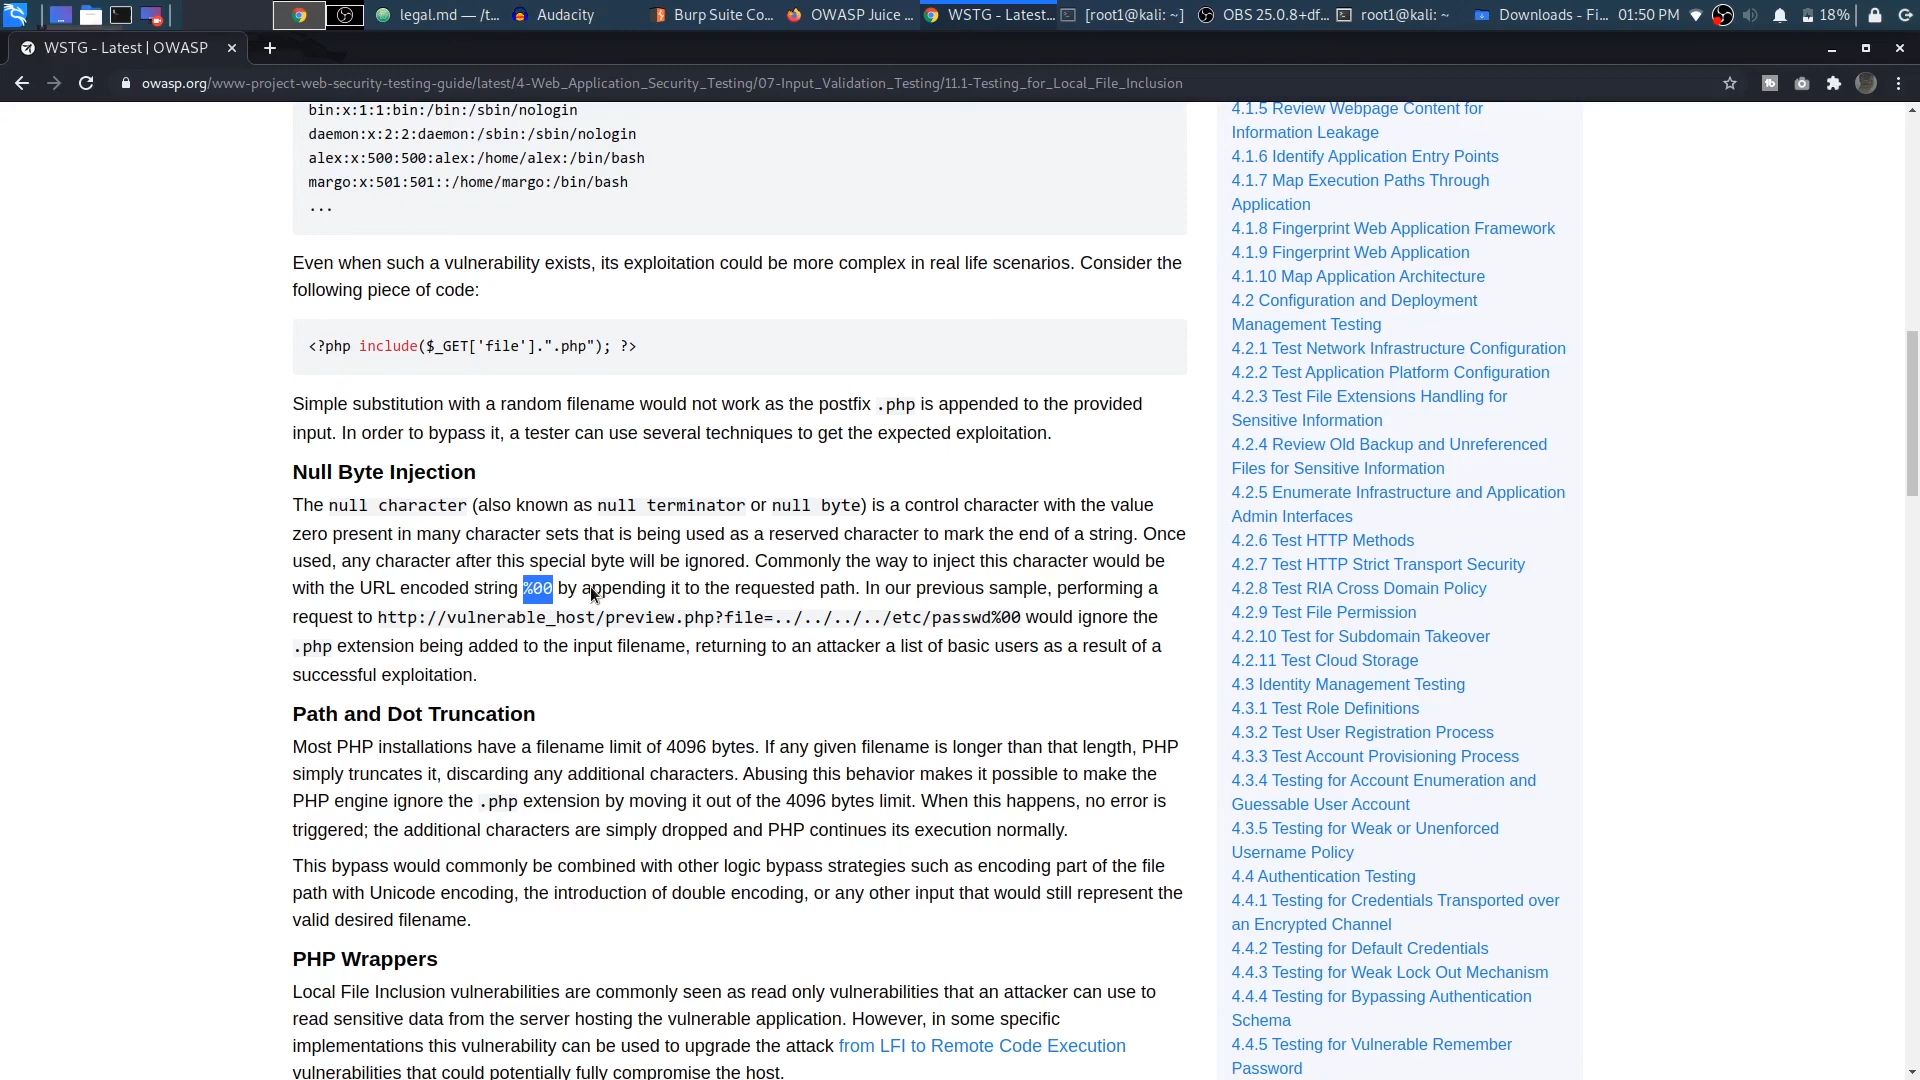 legal.md — /t...
Audacity
Burp Suite Co...
OWASP Juice ...
WSTG - Latest...
[root1@kali: ~]
OBS 25.0.8+df...
root1@kali: ~
Downloads - Fi...
01:50 PM
18%
WSTG - Latest | OWASP
owasp.org/www-project-web-security-testing-guide/latest/4-Web_Application_Security_Testing/07-Input_Validation_Testing/11.1-Testing_for_Local_File_Inclusion
bin:x:1:1:bin:/bin:/sbin/nologin
daemon:x:2:2:daemon:/sbin:/sbin/nologin
alex:x:500:500:alex:/home/alex:/bin/bash
margo:x:501:501::/home/margo:/bin/bash
...
Even when such a vulnerability exists, its exploitation could be more complex in real life scenarios. Consider the
following piece of code:
<?php include($_GET['file'].".php"); ?>
Simple substitution with a random filename would not work as the postfix .php is appended to the provided
input. In order to bypass it, a tester can use several techniques to get the expected exploitation.
Null Byte Injection
The null character (also known as null terminator or null byte) is a control character with the value
zero present in many character sets that is being used as a reserved character to mark the end of a string. Once
used, any character after this special byte will be ignored. Commonly the way to inject this character would be
with the URL encoded string %00 by appending it to the requested path. In our previous sample, performing a
request to http://vulnerable_host/preview.php?file=../../../../etc/passwd%00 would ignore the
.php extension being added to the input filename, returning to an attacker a list of basic users as a result of a
successful exploitation.
Path and Dot Truncation
Most PHP installations have a filename limit of 4096 bytes. If any given filename is longer than that length, PHP
simply truncates it, discarding any additional characters. Abusing this behavior makes it possible to make the
PHP engine ignore the .php extension by moving it out of the 4096 bytes limit. When this happens, no error is
triggered; the additional characters are simply dropped and PHP continues its execution normally.
This bypass would commonly be combined with other logic bypass strategies such as encoding part of the file
path with Unicode encoding, the introduction of double encoding, or any other input that would still represent the
valid desired filename.
PHP Wrappers
Local File Inclusion vulnerabilities are commonly seen as read only vulnerabilities that an attacker can use to
read sensitive data from the server hosting the vulnerable application. However, in some specific
implementations this vulnerability can be used to upgrade the attack from LFI to Remote Code Execution
vulnerabilities that could potentially fully compromise the host.
4.1.5 Review Webpage Content for
Information Leakage
4.1.6 Identify Application Entry Points
4.1.7 Map Execution Paths Through
Application
4.1.8 Fingerprint Web Application Framework
4.1.9 Fingerprint Web Application
4.1.10 Map Application Architecture
4.2 Configuration and Deployment
Management Testing
4.2.1 Test Network Infrastructure Configuration
4.2.2 Test Application Platform Configuration
4.2.3 Test File Extensions Handling for
Sensitive Information
4.2.4 Review Old Backup and Unreferenced
Files for Sensitive Information
4.2.5 Enumerate Infrastructure and Application
Admin Interfaces
4.2.6 Test HTTP Methods
4.2.7 Test HTTP Strict Transport Security
4.2.8 Test RIA Cross Domain Policy
4.2.9 Test File Permission
4.2.10 Test for Subdomain Takeover
4.2.11 Test Cloud Storage
4.3 Identity Management Testing
4.3.1 Test Role Definitions
4.3.2 Test User Registration Process
4.3.3 Test Account Provisioning Process
4.3.4 Testing for Account Enumeration and
Guessable User Account
4.3.5 Testing for Weak or Unenforced
Username Policy
4.4 Authentication Testing
4.4.1 Testing for Credentials Transported over
an Encrypted Channel
4.4.2 Testing for Default Credentials
4.4.3 Testing for Weak Lock Out Mechanism
4.4.4 Testing for Bypassing Authentication
Schema
4.4.5 Testing for Vulnerable Remember
Password